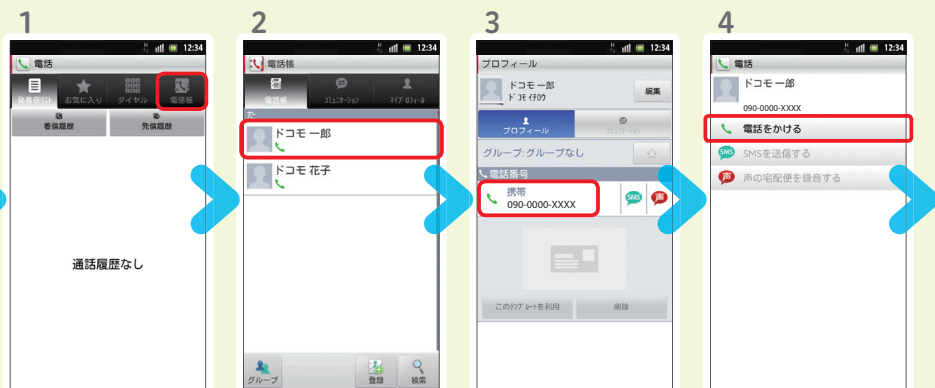 1
12:34
電話
発着信リスト お気に入り ダイヤル 電話帳
着信履歴 発信履歴
通話履歴なし
2
12:34
電話帳
電話帳 コミュニケーション マイプロフィール
た
ドコモ 一郎
ドコモ 花子
グループ 登録 検索
3
12:34
プロフィール
ドコモ 一郎
ドコモ イチロウ
編集
プロフィール コミュニケーション
グループ:グループなし
電話番号
携帯
090-0000-XXXX
SMS 声
このテンプレートを利用 削除
4
12:34
電話
ドコモ 一郎
090-0000-XXXX
電話をかける
SMS SMSを送信する
声 声の宅配便を録音する